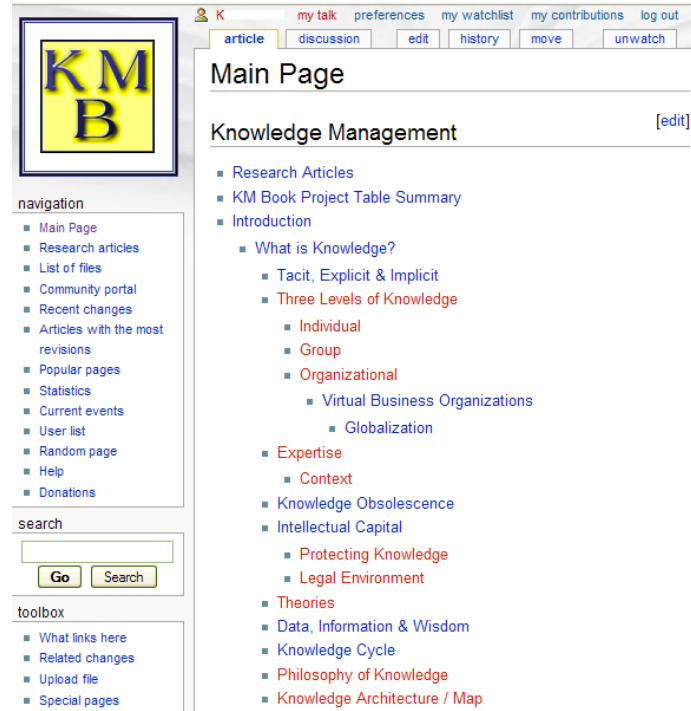 K my talk preferences my watchlist my contributions log out
article discussion edit history move unwatch
KM
B
Main Page
Knowledge Management [edit]
Research Articles
KM Book Project Table Summary
Introduction
What is Knowledge?
Tacit, Explicit & Implicit
Three Levels of Knowledge
Individual
Group
Organizational
Virtual Business Organizations
Globalization
Expertise
Context
Knowledge Obsolescence
Intellectual Capital
Protecting Knowledge
Legal Environment
Theories
Data, Information & Wisdom
Knowledge Cycle
Philosophy of Knowledge
Knowledge Architecture / Map
navigation
Main Page
Research articles
List of files
Community portal
Recent changes
Articles with the most
revisions
Popular pages
Statistics
Current events
User list
Random page
Help
Donations
search
Go Search
toolbox
What links here
Related changes
Upload file
Special pages